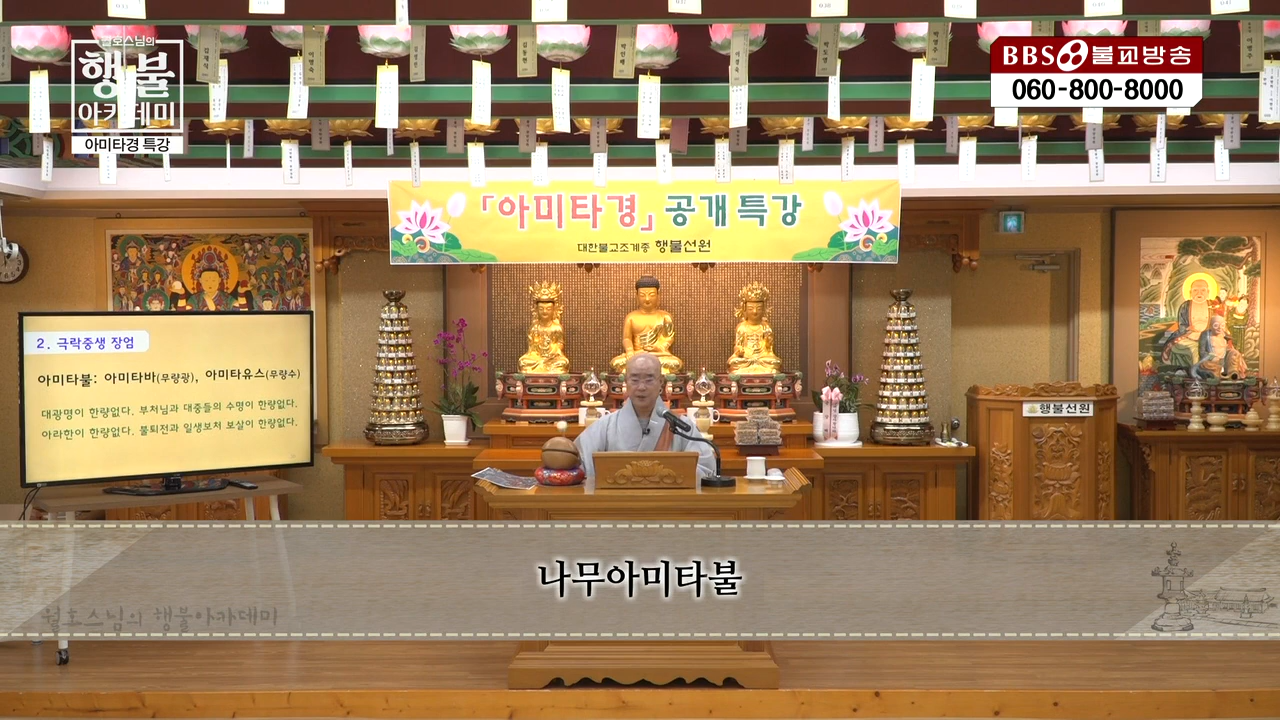 월호스님의
행불
아카데미
아미타경 특강
BBS 불교방송
060-800-8000
「아미타경」 공개 특강
대한불교조계종 행불선원
2. 극락중생 장엄
아미타불: 아미타바(무량광), 아미타유스(무량수)
대광명이 한량없다. 부처님과 대중들의 수명이 한량없다.
아라한이 한량없다. 불퇴전과 일생보처 보살이 한량없다.
행불선원
나무아미타불
월호스님의 행불아카데미